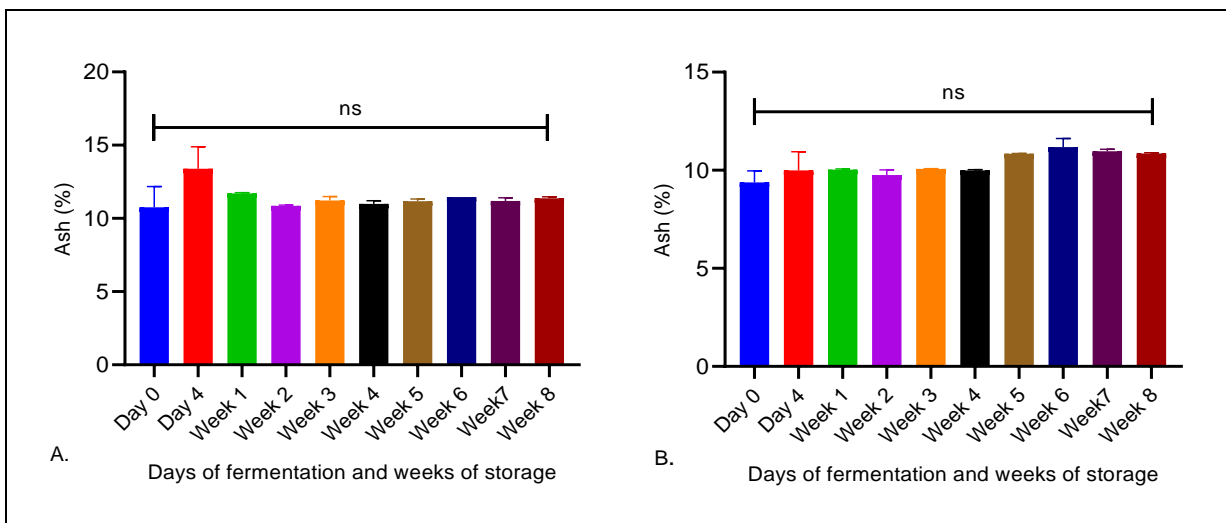 20
15
10
5
0
Ash (%)
ns
Day 0
Day 4
Week 1
Week 2
Week 3
Week 4
Week 5
Week 6
Week7
Week 8
A.
Days of fermentation and weeks of storage
15
10
5
0
Ash (%)
ns
Day 0
Day 4
Week 1
Week 2
Week 3
Week 4
Week 5
Week 6
Week7
Week 8
B.
Days of fermentation and weeks of storage